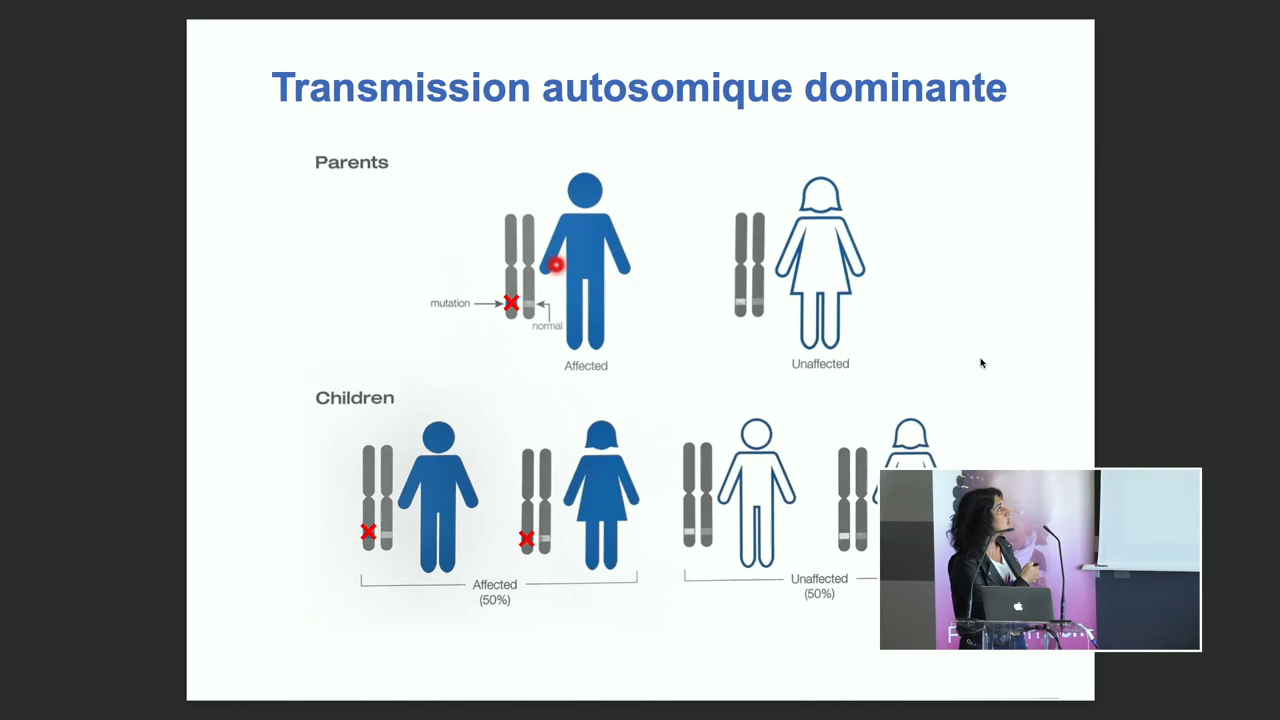 Transmission autosomique dominante
Parents
mutation
normal
Affected
Unaffected
Children
Affected
(50%)
Unaffected
(50%)